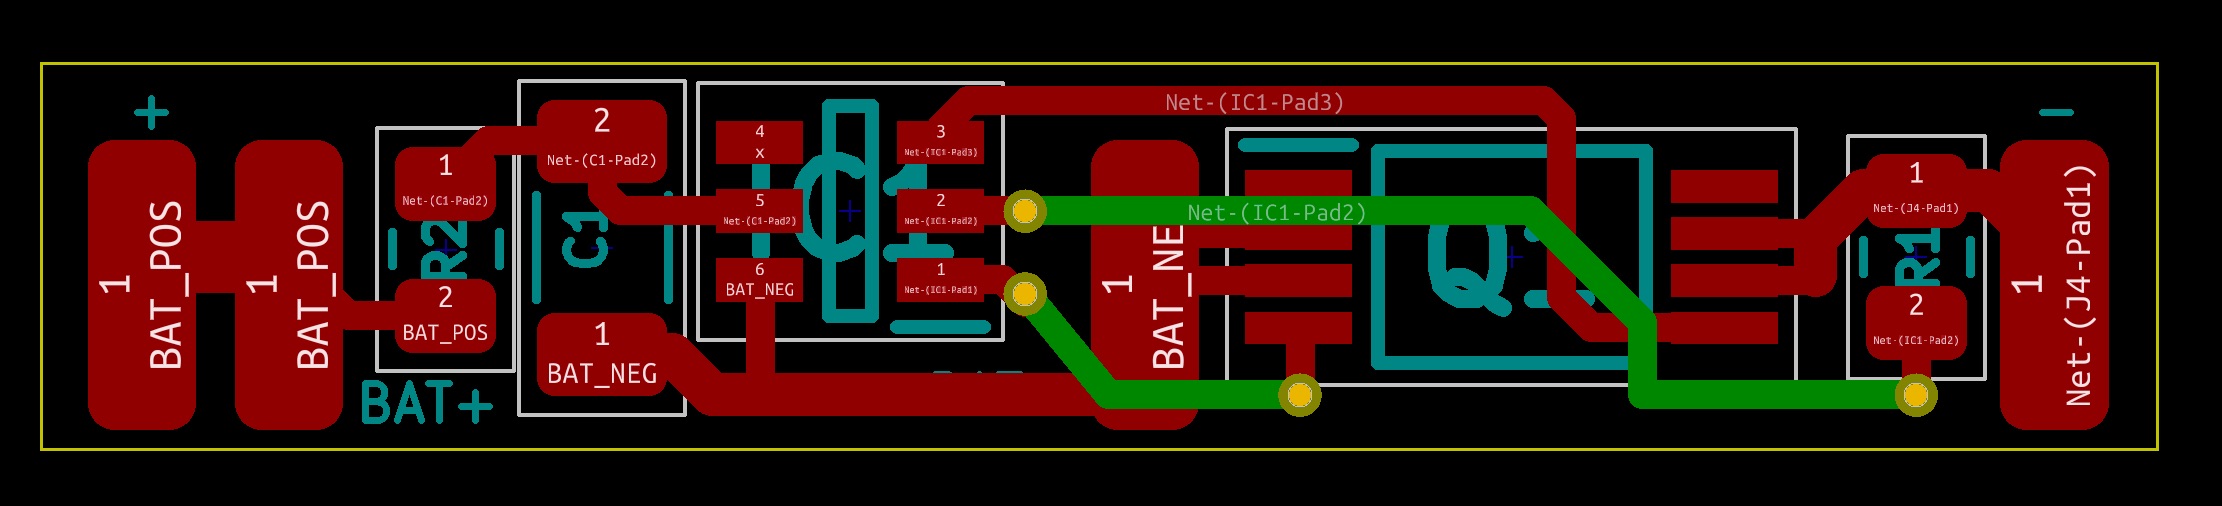 +
1
BAT_POS
1
BAT_POS
1
Net-(C1-Pad2)
R2
2
BAT_POS
BAT+
2
Net-(C1-Pad2)
C1
1
BAT_NEG
4
x
5
Net-(C1-Pad2)
6
BAT_NEG
IC1
3
Net-(IC1-Pad3)
2
Net-(IC1-Pad2)
1
Net-(IC1-Pad1)
Net-(IC1-Pad3)
Net-(IC1-Pad2)
1
BAT_NE
1
Net-(J4-Pad1)
R1
2
Net-(IC1-Pad2)
-
1
Net-(J4-Pad1)